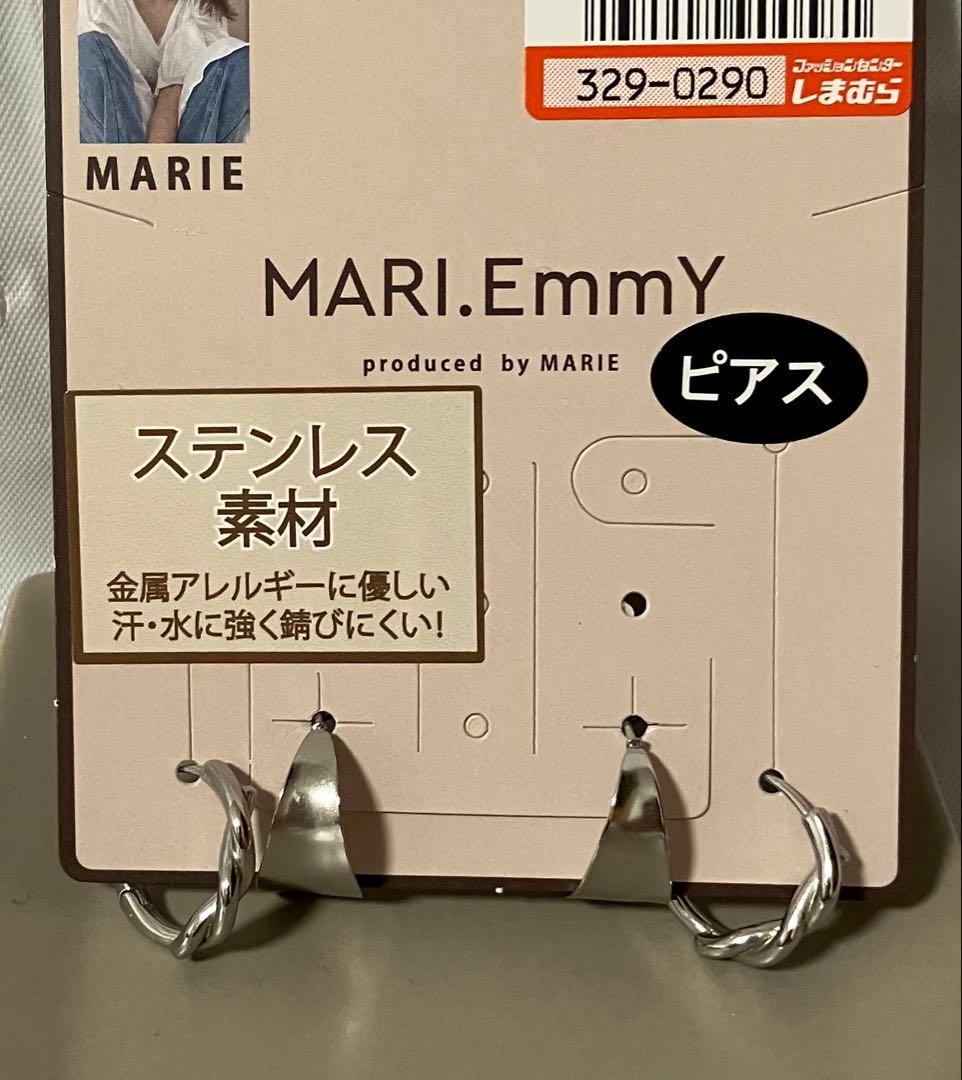 329-0290
ファッションセンター
しまむら
MARIE
MARI.EmmY
produced by MARIE
ピアス
ステンレス
素材
金属アレルギーに優しい
汗・水に強く錆びにくい!